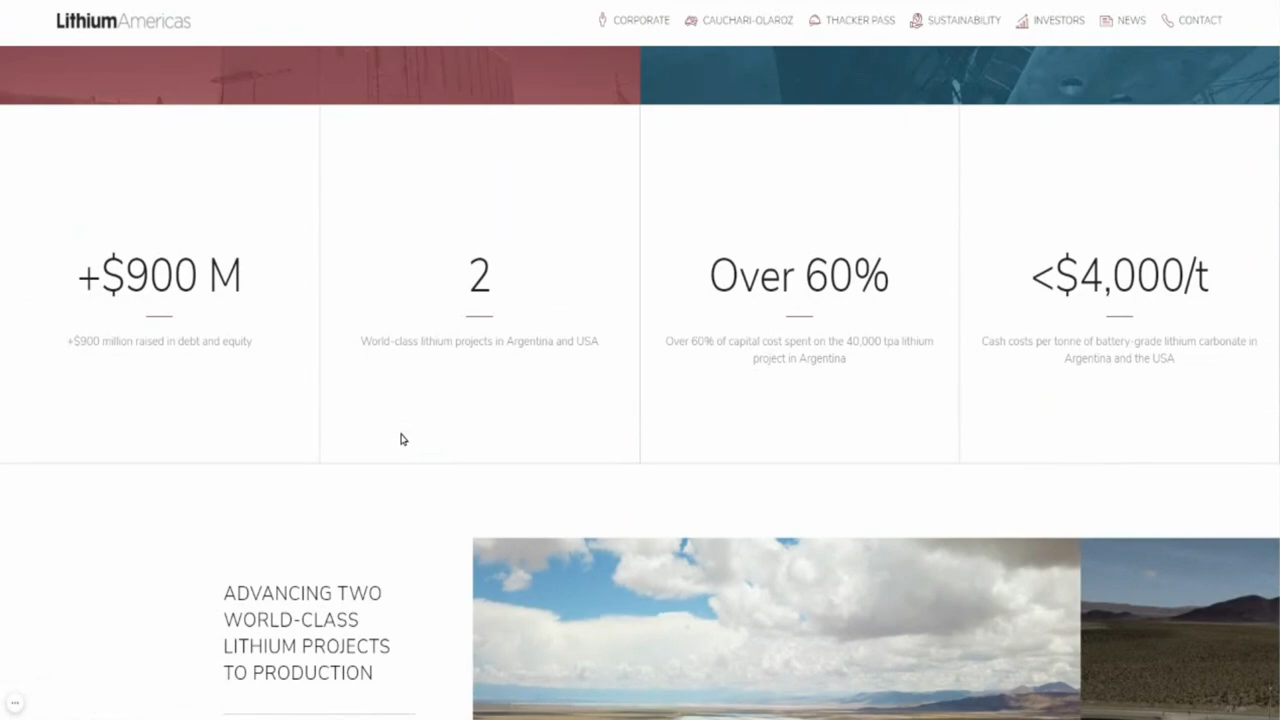 LithiumAmericas
CORPORATE
CAUCHARI-OLAROZ
THACKER PASS
SUSTAINABILITY
INVESTORS
NEWS
CONTACT
+$900 M
+$900 million raised in debt and equity
2
World-class lithium projects in Argentina and USA
Over 60%
Over 60% of capital cost spent on the 40,000 tpa lithium
project in Argentina
<$4,000/t
Cash costs per tonne of battery-grade lithium carbonate in
Argentina and the USA
ADVANCING TWO
WORLD-CLASS
LITHIUM PROJECTS
TO PRODUCTION